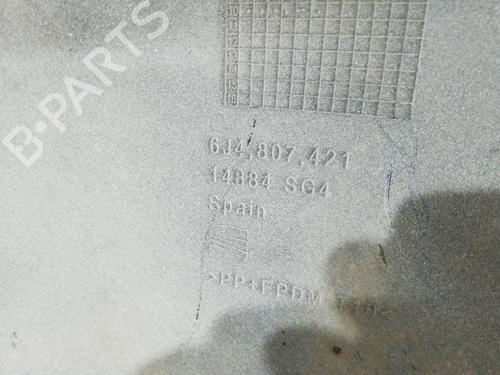 B-PARTS
6J4.807.421
14884 SG4
Spain
>PP+EPDM-T10<